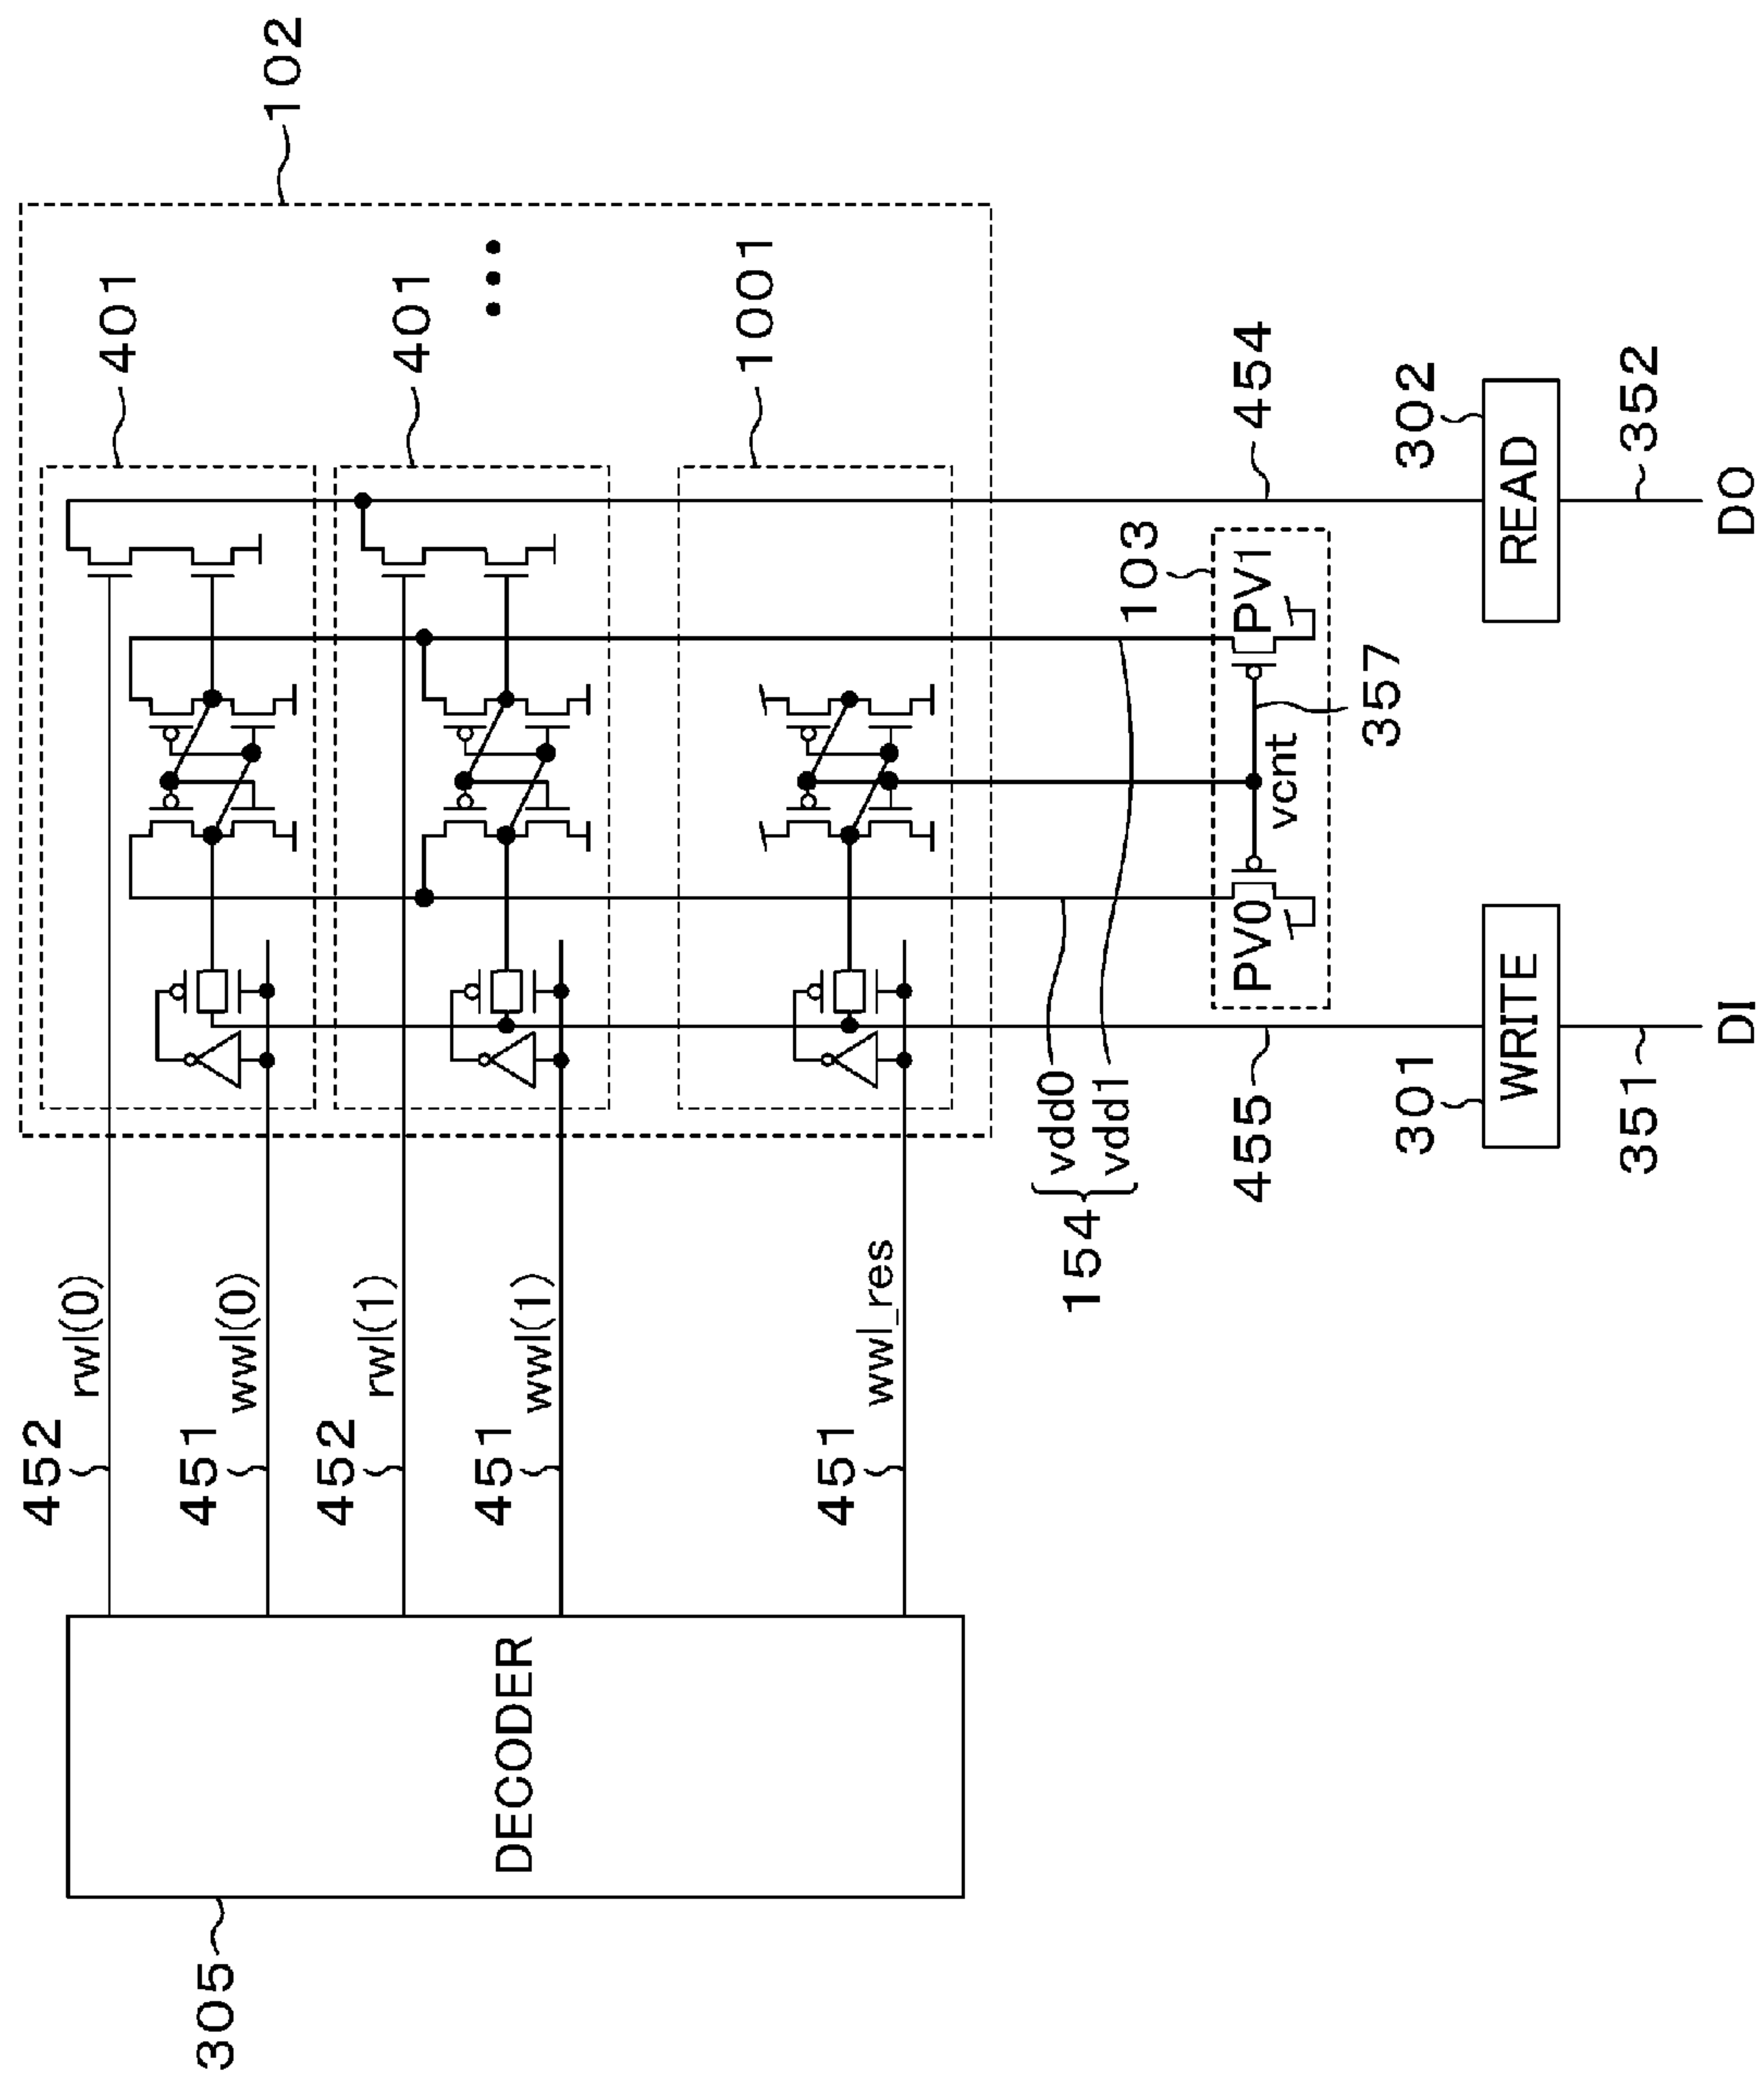 102
401
401
1001
452
rwl(0)
451
wwl(0)
452
rwl(1)
451
wwl(1)
451
wwl_res
305
DECODER
154
vdd0
vdd1
455
454
103
PV0
PV1
vcnt
357
301
WRITE
302
READ
351
352
DI
DO